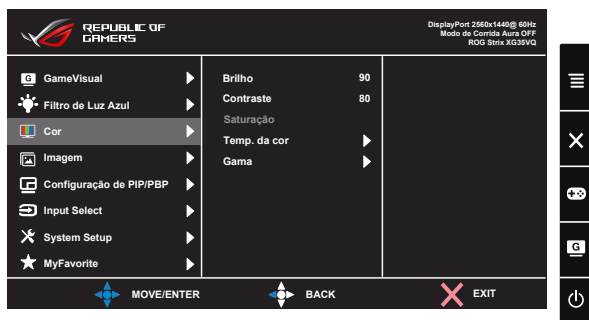 REPUBLIC OF
GAMERS
DisplayPort 2560x1440@ 60Hz
Modo de Corrida Aura OFF
ROG Strix XG35VQ
G GameVisual
Filtro de Luz Azul
Cor
Imagem
Configuração de PIP/PBP
Input Select
System Setup
MyFavorite
Brilho 90
Contraste 80
Saturação
Temp. da cor
Gama
MOVE/ENTER
BACK
EXIT
G